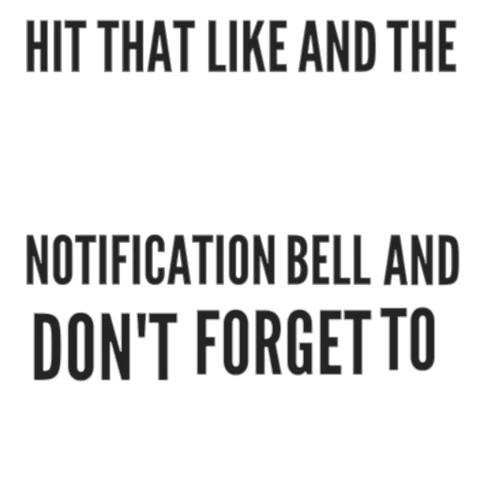 HIT THAT LIKE AND THE
NOTIFICATION BELL AND
DON'T FORGET TO